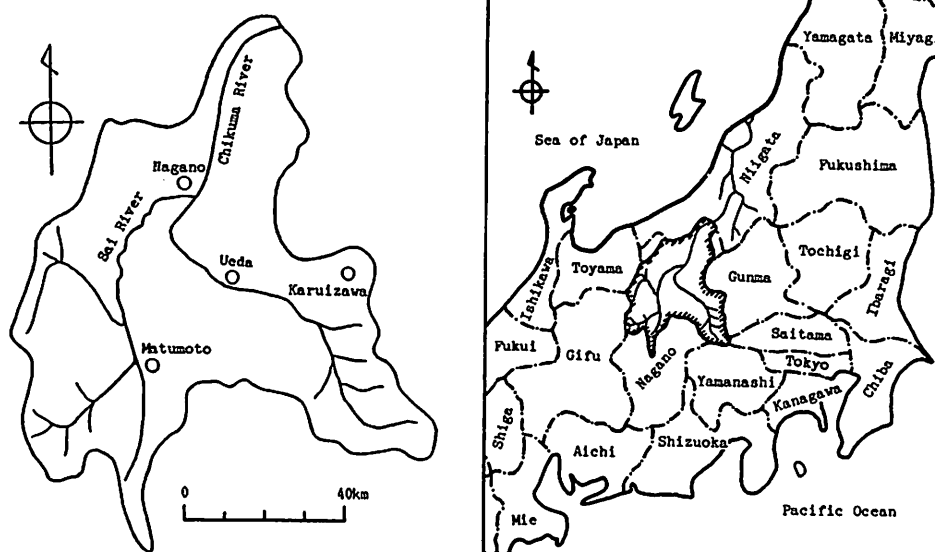 Chikuma River
Nagano
Sai River
Ueda
Karuizawa
Matumoto
0 40km
Yamagata
Miyag
Sea of Japan
Niigata
Fukushima
Ishikawa
Toyama
Gunma
Tochigi
Ibaragi
Fukui
Gifu
Nagano
Saitama
Tokyo
Yamanashi
Kanagawa
Chiba
Shiga
Aichi
Shizuoka
Mie
Pacific Ocean